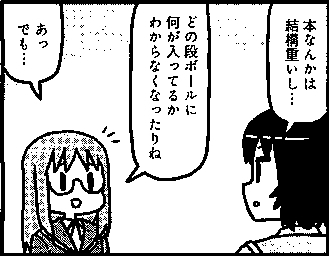 本なんかは
結構重いし…
どの段ボールに
何が入ってるか
わからなくなったりね
あっ
でも…